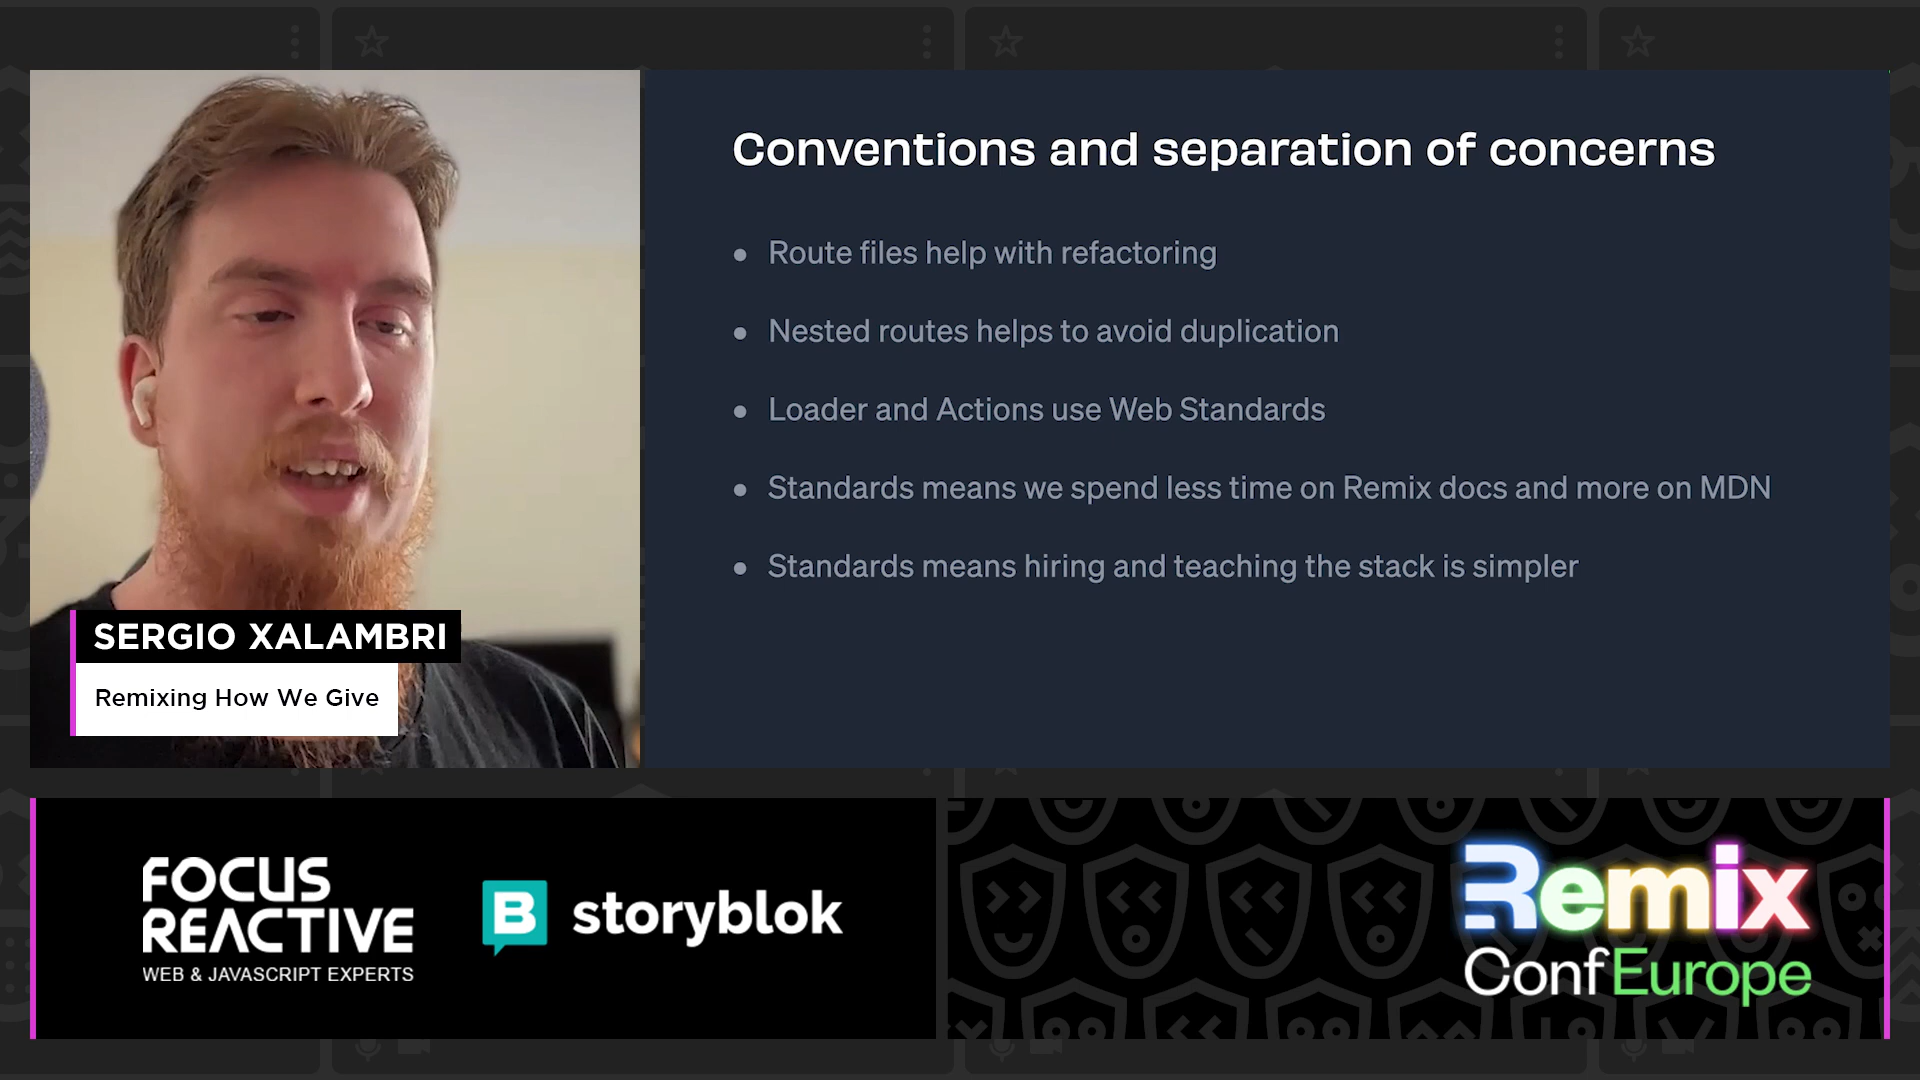 Conventions and separation of concerns
Route files help with refactoring
Nested routes helps to avoid duplication
Loader and Actions use Web Standards
Standards means we spend less time on Remix docs and more on MDN
Standards means hiring and teaching the stack is simpler
SERGIO XALAMBRI
Remixing How We Give
FOCUS
REACTIVE
WEB & JAVASCRIPT EXPERTS
B storyblok
Remix
Conf Europe